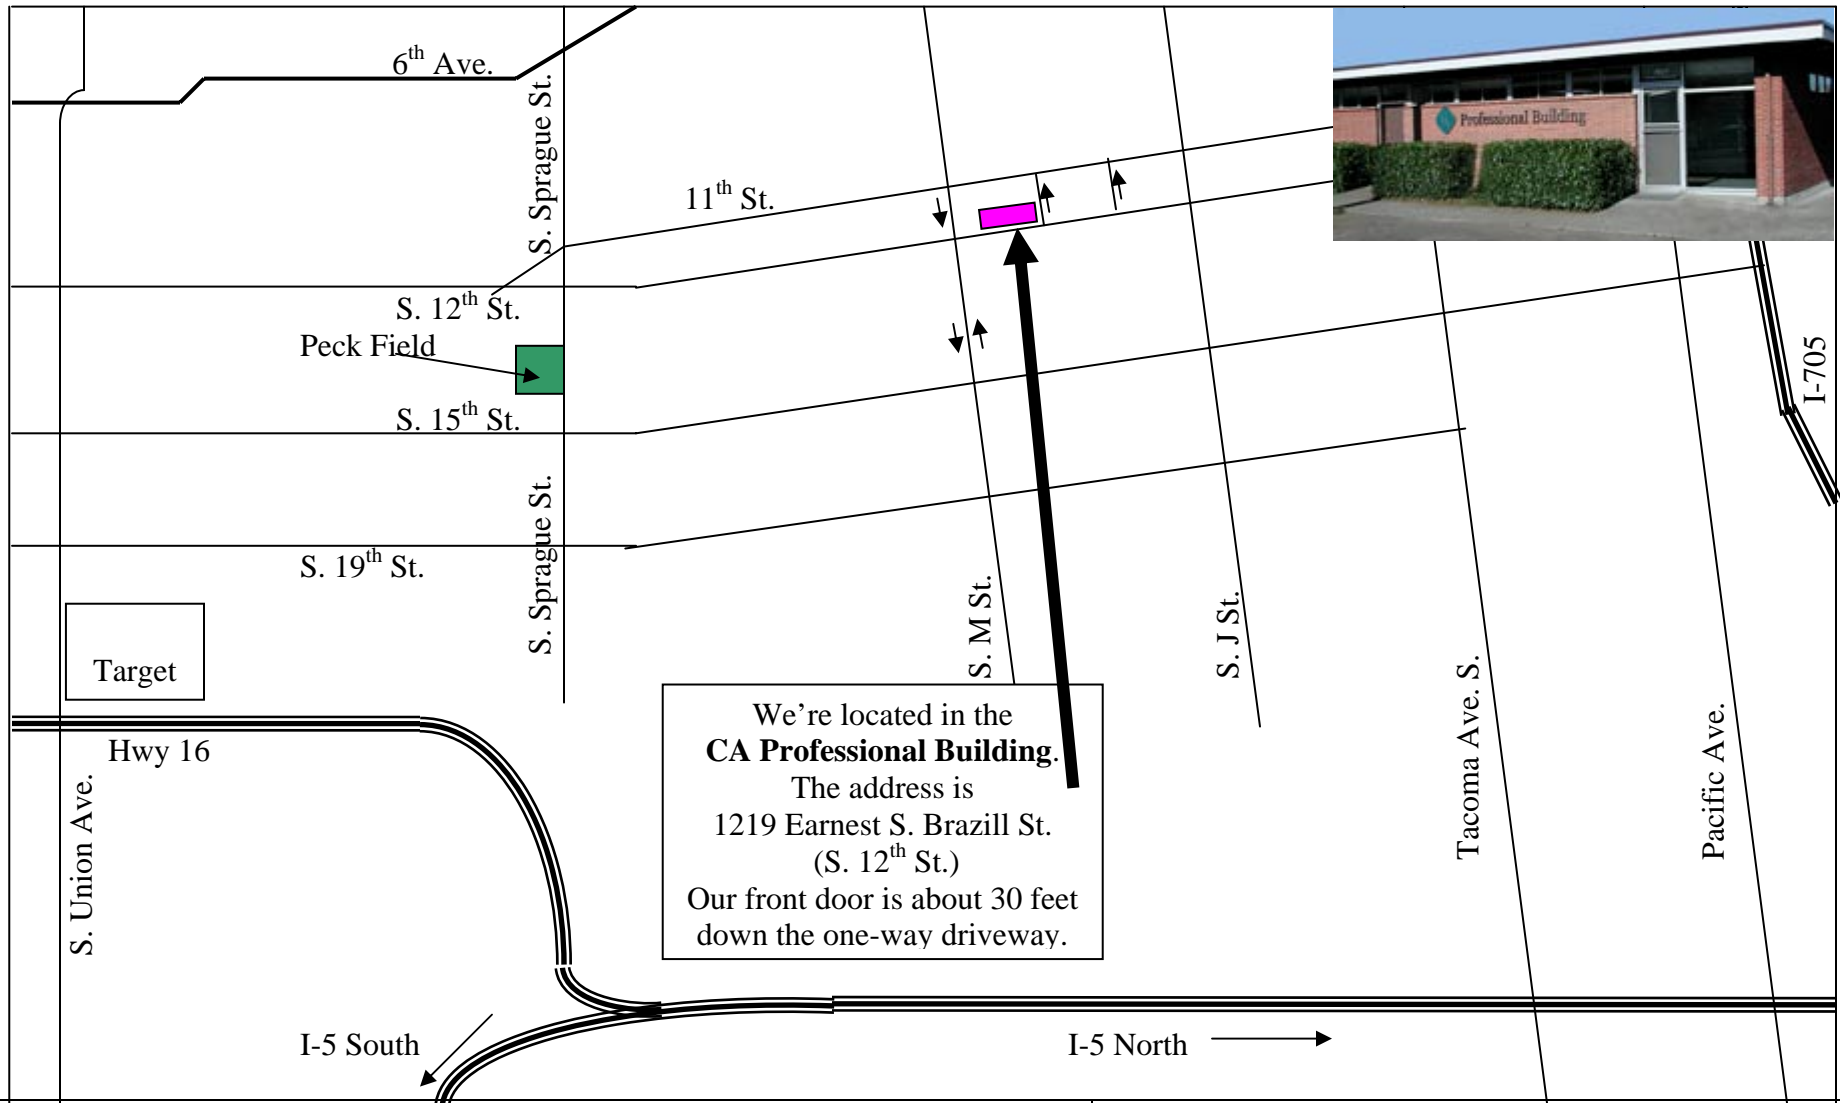 6th Ave.
S. Sprague St.
11th St.
Professional Building
S. 12th St.
Peck Field
I-705
S. 15th St.
S. Sprague St.
S. 19th St.
S. M St.
S. J St.
Target
Tacoma Ave. S.
Pacific Ave.
Hwy 16
S. Union Ave.
We’re located in the
CA Professional Building.
The address is
1219 Earnest S. Brazill St.
(S. 12th St.)
Our front door is about 30 feet
down the one-way driveway.
I-5 South
I-5 North